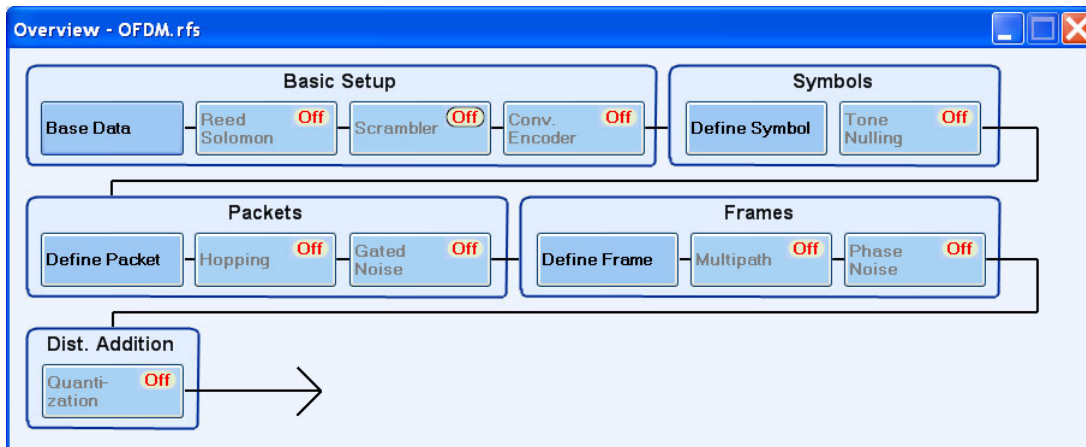 Overview - OFDM.rfs
Basic Setup
Base Data
Reed
Solomon
Off
Scrambler
Off
Conv.
Encoder
Off
Symbols
Define Symbol
Tone
Nulling
Off
Packets
Define Packet
Hopping
Off
Gated
Noise
Off
Frames
Define Frame
Multipath
Off
Phase
Noise
Off
Dist. Addition
Quanti-
zation
Off